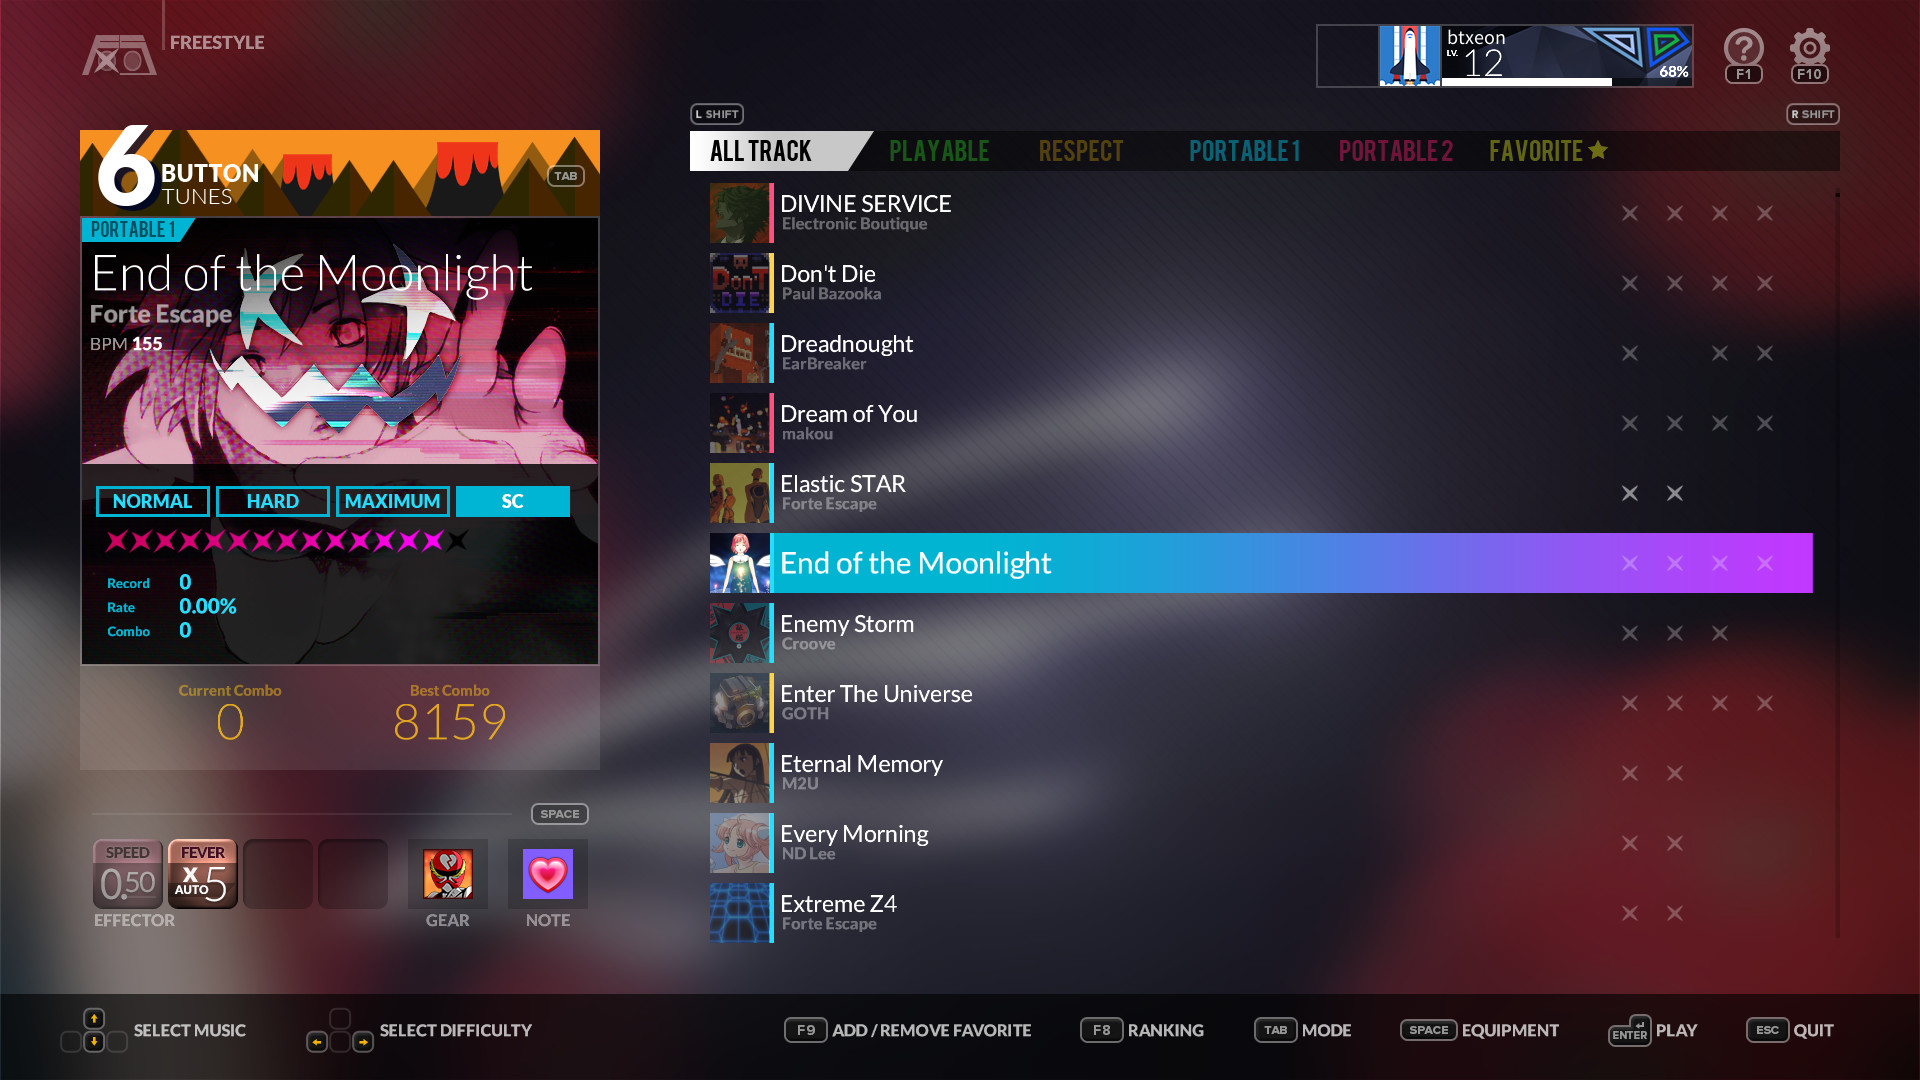 FREESTYLE
btxeon
LV. 12
68%
F1
F10
L SHIFT
R SHIFT
ALL TRACK
PLAYABLE
RESPECT
PORTABLE 1
PORTABLE 2
FAVORITE
6 BUTTON
TUNES
TAB
PORTABLE 1
End of the Moonlight
Forte Escape
BPM 155
NORMAL
HARD
MAXIMUM
SC
Record 0
Rate 0.00%
Combo 0
Current Combo
0
Best Combo
8159
SPACE
SPEED
0.50
FEVER
X
AUTO 5
EFFECTOR
GEAR
NOTE
DIVINE SERVICE
Electronic Boutique
Don't Die
Paul Bazooka
DON'T
DIE
Dreadnought
EarBreaker
Dream of You
makou
Elastic STAR
Forte Escape
End of the Moonlight
Enemy Storm
Croove
Enter The Universe
GOTH
Eternal Memory
M2U
Every Morning
ND Lee
Extreme Z4
Forte Escape
SELECT MUSIC
SELECT DIFFICULTY
F9 ADD / REMOVE FAVORITE
F8 RANKING
TAB MODE
SPACE EQUIPMENT
ENTER PLAY
ESC QUIT